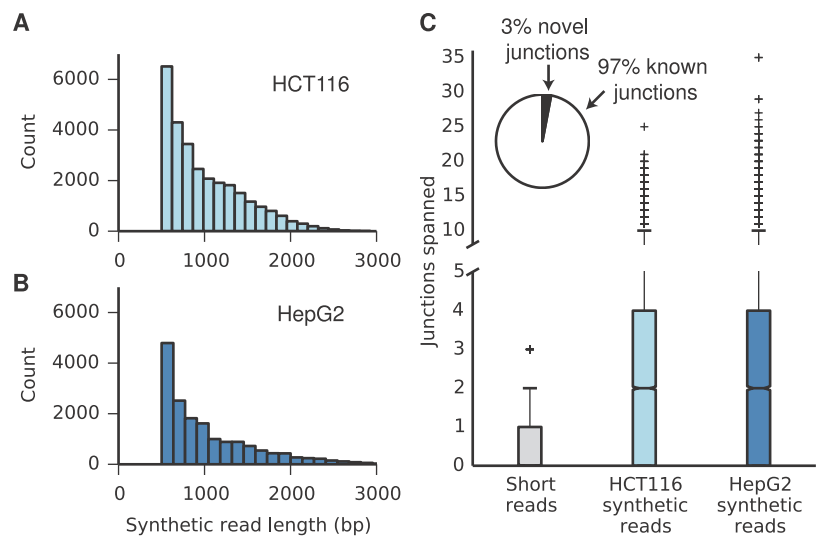 A
6000
4000
2000
0
Count
HCT116
0 1000 2000 3000
B
6000
4000
2000
0
Count
HepG2
0 1000 2000 3000
Synthetic read length (bp)
C
3% novel
junctions
97% known
junctions
35
30
25
20
15
10
5
4
3
2
1
0
Junctions spanned
Short
reads
HCT116
synthetic
reads
HepG2
synthetic
reads